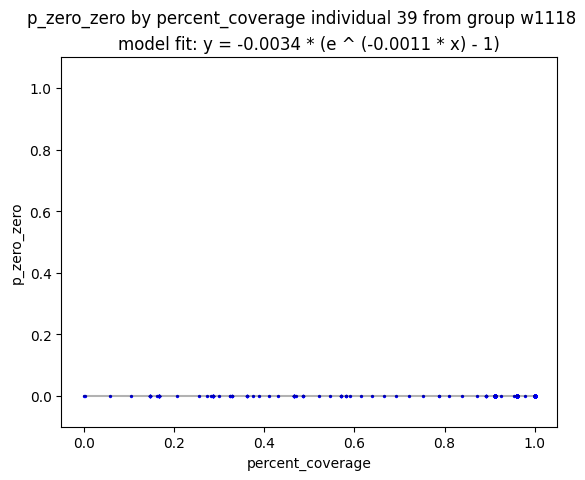 p_zero_zero by percent_coverage individual 39 from group w1118
model fit: y = -0.0034 * (e ^ (-0.0011 * x) - 1)
1.0
0.8
0.6
0.4
0.2
0.0
p_zero_zero
0.0 0.2 0.4 0.6 0.8 1.0
percent_coverage